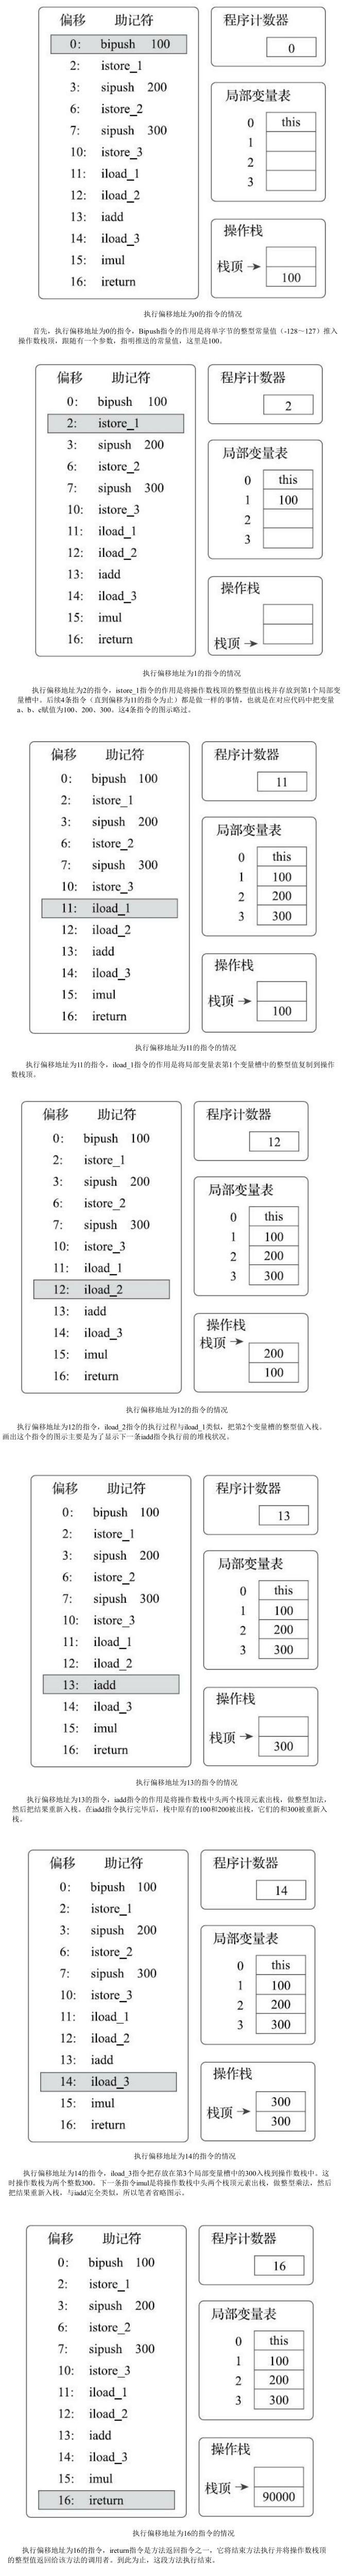 偏移 助记符
0: bipush 100
2: istore_1
3: sipush 200
6: istore_2
7: sipush 300
10: istore_3
11: iload_1
12: iload_2
13: iadd
14: iload_3
15: imul
16: ireturn
程序计数器
0
局部变量表
0 this
1
2
3
操作栈
栈顶
100
执行偏移地址为0的指令的情况
首先，执行偏移地址为0的指令，Bipush指令的作用是将单字节的整型常量值（-128～127）推入
操作数栈顶，跟随有一个参数，指明推送的常量值，这里是100。
偏移 助记符
0: bipush 100
2: istore_1
3: sipush 200
6: istore_2
7: sipush 300
10: istore_3
11: iload_1
12: iload_2
13: iadd
14: iload_3
15: imul
16: ireturn
程序计数器
2
局部变量表
0 this
1 100
2
3
操作栈
栈顶
执行偏移地址为1的指令的情况
执行偏移地址为2的指令，istore_1指令的作用是将操作数栈顶的整型值出栈并存放到第1个局部变
量槽中。后续4条指令（直到偏移为11的指令为止）都是做一样的事情，也就是在对应代码中把变量
a、b、c赋值为100、200、300。这4条指令的图示略过。
偏移 助记符
0: bipush 100
2: istore_1
3: sipush 200
6: istore_2
7: sipush 300
10: istore_3
11: iload_1
12: iload_2
13: iadd
14: iload_3
15: imul
16: ireturn
程序计数器
11
局部变量表
0 this
1 100
2 200
3 300
操作栈
栈顶
100
执行偏移地址为11的指令的情况
执行偏移地址为11的指令，iload_1指令的作用是将局部变量表第1个变量槽中的整型值复制到操作
数栈顶。
偏移 助记符
0: bipush 100
2: istore_1
3: sipush 200
6: istore_2
7: sipush 300
10: istore_3
11: iload_1
12: iload_2
13: iadd
14: iload_3
15: imul
16: ireturn
程序计数器
12
局部变量表
0 this
1 100
2 200
3 300
操作栈
栈顶
200
100
执行偏移地址为12的指令的情况
执行偏移地址为12的指令，iload_2指令的执行过程与iload_1类似，把第2个变量槽的整型值入栈。
画出这个指令的图示主要是为了显示下一条iadd指令执行前的堆栈状况。
偏移 助记符
0: bipush 100
2: istore_1
3: sipush 200
6: istore_2
7: sipush 300
10: istore_3
11: iload_1
12: iload_2
13: iadd
14: iload_3
15: imul
16: ireturn
程序计数器
13
局部变量表
0 this
1 100
2 200
3 300
操作栈
栈顶
300
执行偏移地址为13的指令的情况
执行偏移地址为13的指令，iadd指令的作用是将操作数栈中头两个栈顶元素出栈，做整型加法，
然后把结果重新入栈。在iadd指令执行完毕后，栈中原有的100和200被出栈，它们的和300被重新入
栈。
偏移 助记符
0: bipush 100
2: istore_1
3: sipush 200
6: istore_2
7: sipush 300
10: istore_3
11: iload_1
12: iload_2
13: iadd
14: iload_3
15: imul
16: ireturn
程序计数器
14
局部变量表
0 this
1 100
2 200
3 300
操作栈
300
栈顶
300
执行偏移地址为14的指令的情况
执行偏移地址为14的指令，iload_3指令把存放在第3个局部变量槽中的300入栈到操作数栈中。这
时操作数栈为两个整数300。下一条指令imul是将操作数栈中头两个栈顶元素出栈，做整型乘法，然后
把结果重新入栈，与iadd完全类似，所以笔者省略图示。
偏移 助记符
0: bipush 100
2: istore_1
3: sipush 200
6: istore_2
7: sipush 300
10: istore_3
11: iload_1
12: iload_2
13: iadd
14: iload_3
15: imul
16: ireturn
程序计数器
16
局部变量表
0 this
1 100
2 200
3 300
操作栈
栈顶
90000
执行偏移地址为16的指令的情况
执行偏移地址为16的指令，ireturn指令是方法返回指令之一，它将结束方法执行并将操作数栈顶
的整型值返回给该方法的调用者。到此为止，这段方法执行结束。